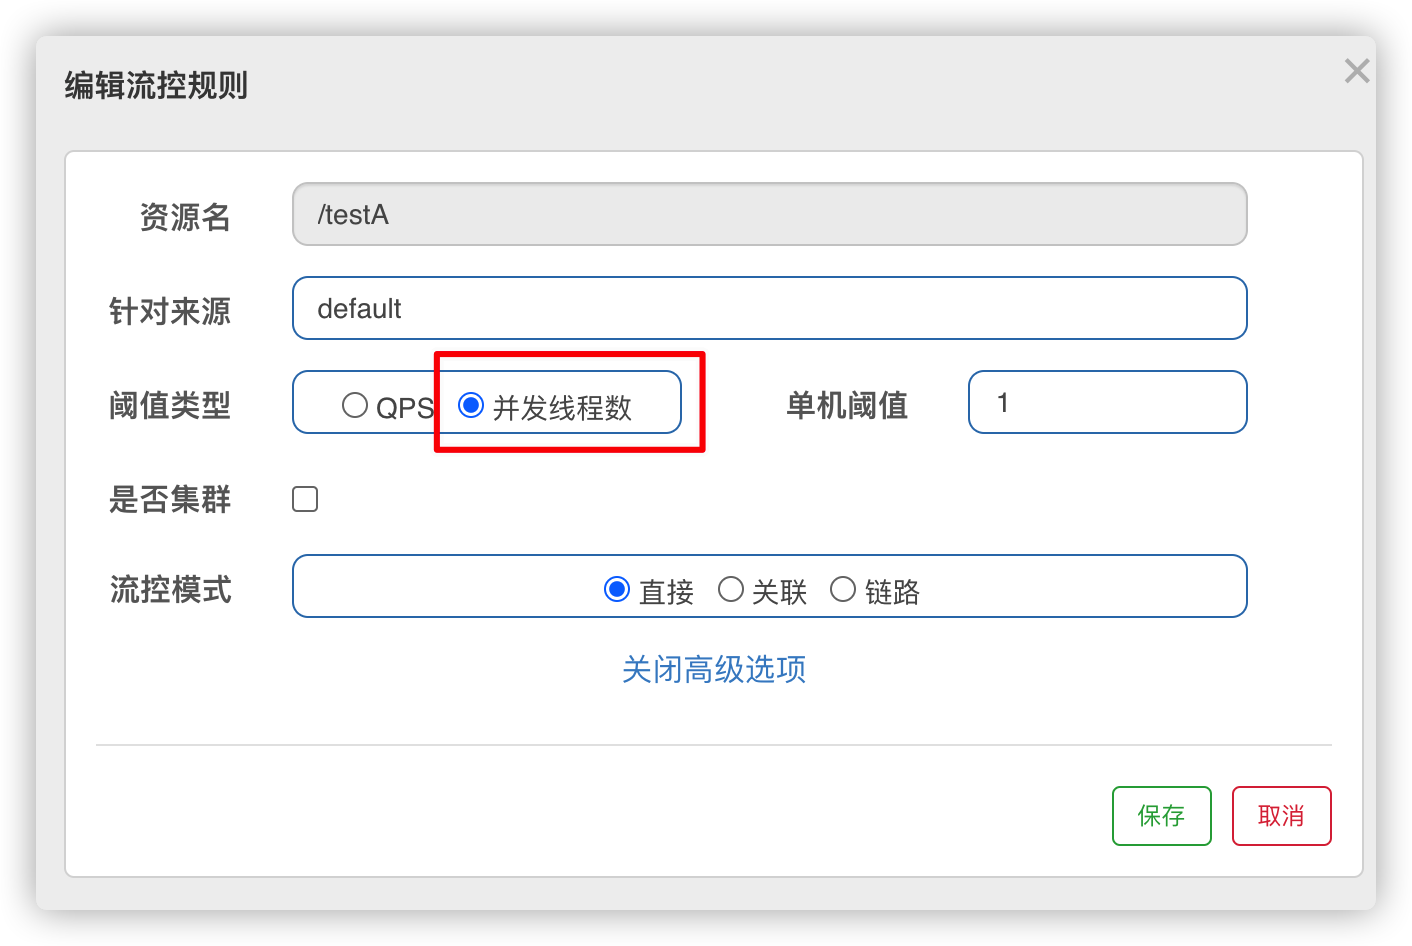 编辑流控规则
资源名 /testA
针对来源 default
阈值类型 QPS 并发线程数 单机阈值 1
是否集群
流控模式 直接 关联 链路
关闭高级选项
保存 取消